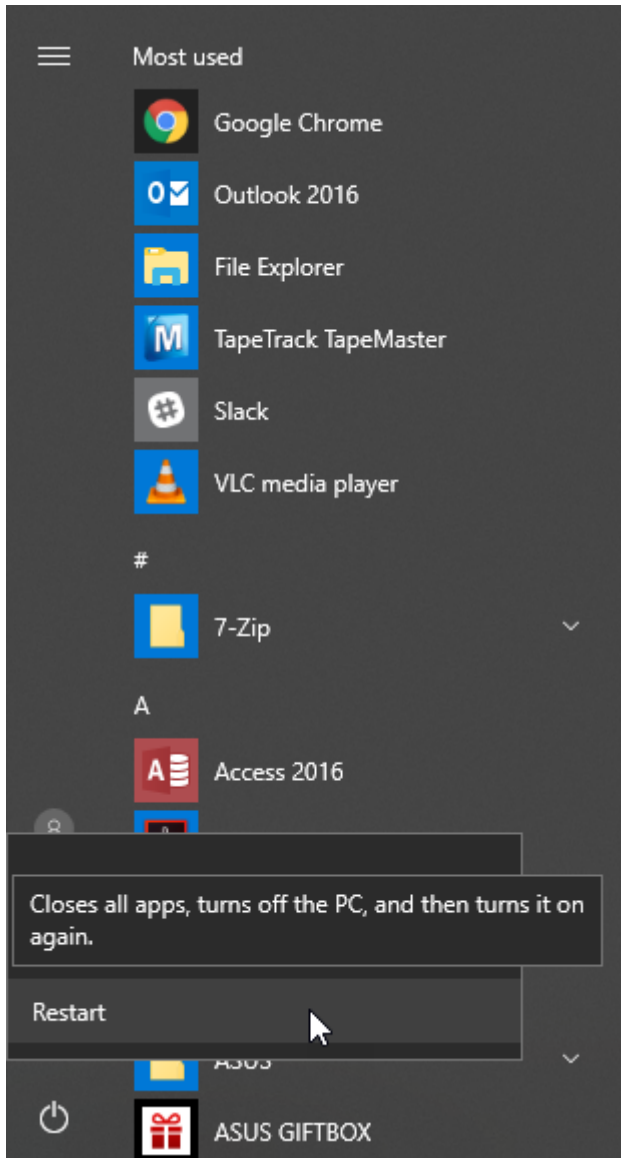 Most used
Google Chrome
Outlook 2016
File Explorer
TapeTrack TapeMaster
Slack
VLC media player
#
7-Zip
A
Access 2016
Closes all apps, turns off the PC, and then turns it on
again.
Restart
ASUS
ASUS GIFTBOX